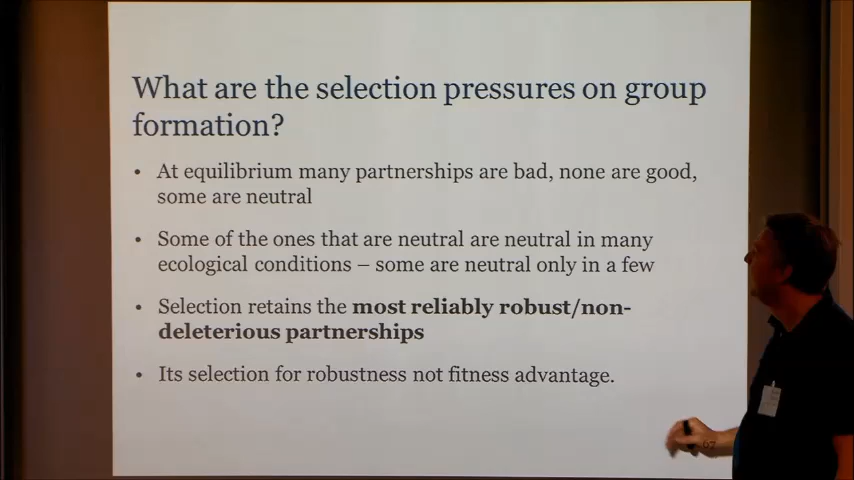 What are the selection pressures on group
formation?
• At equilibrium many partnerships are bad, none are good,
some are neutral
• Some of the ones that are neutral are neutral in many
ecological conditions – some are neutral only in a few
• Selection retains the most reliably robust/non-
deleterious partnerships
• Its selection for robustness not fitness advantage.
67